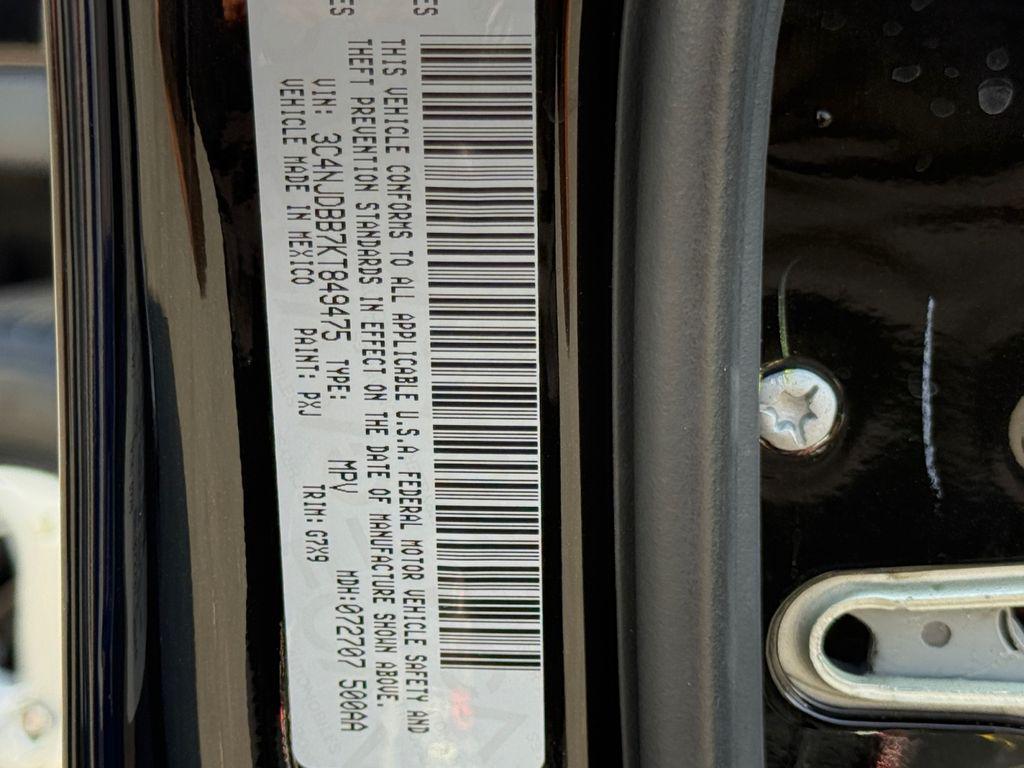 THIS VEHICLE CONFORMS TO ALL APPLICABLE U.S.A. FEDERAL MOTOR VEHICLE SAFETY AND
THEFT PREVENTION STANDARDS IN EFFECT ON THE DATE OF MANUFACTURE SHOWN ABOVE.
VIN: 3C4NJDBB7KT849475 TYPE: MPV MDH:072707 500AA
VEHICLE MADE IN MEXICO PAINT: PXJ TRIM: G7X9